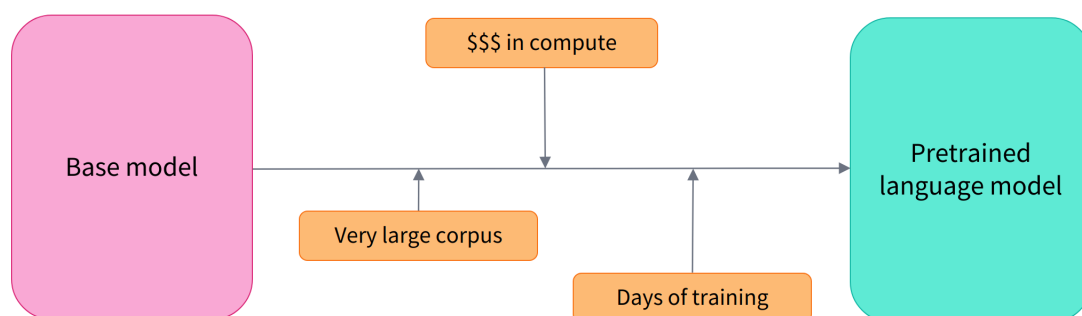 $$$ in compute
Base model
Pretrained
language model
Very large corpus
Days of training